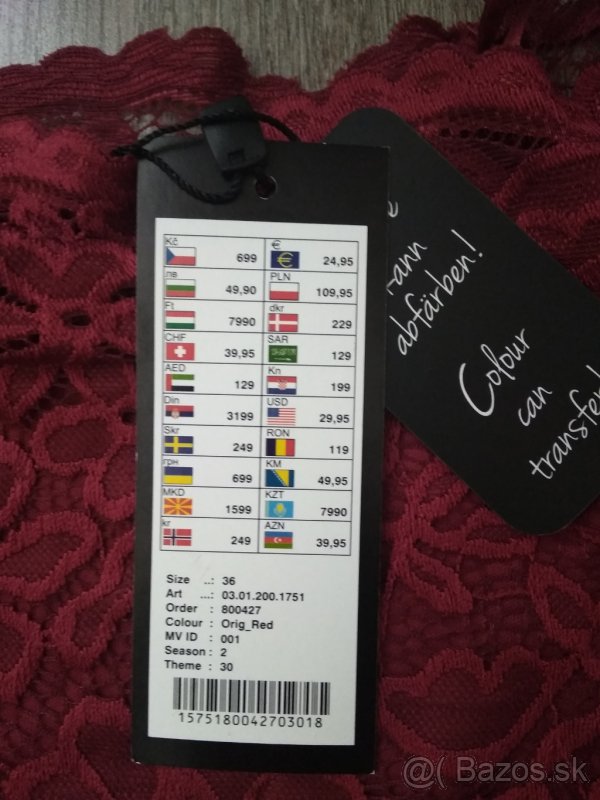 Kč 699 € 24,95
лв 49,90 PLN 109,95
Ft 7990 dkr 229
CHF 39,95 SAR 129
AED 129 Kn 199
Din 3199 USD 29,95
Skr 249 RON 119
грн 699 KM 49,95
MKD 1599 KZT 7990
kr 249 AZN 39,95
Size ..: 36
Art ...: 03.01.200.1751
Order : 800427
Colour : Orig_Red
MV ID : 001
Season : 2
Theme : 30
1575180042703018
abfärben!
Colour
can
transfer!
@( Bazos.sk